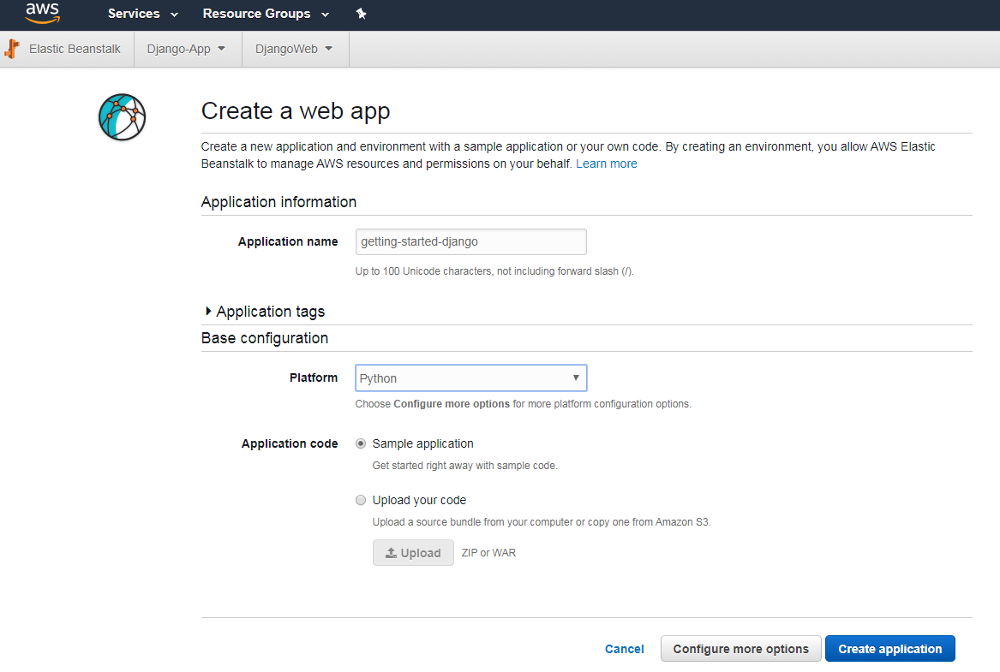 aws Services Resource Groups
Elastic Beanstalk Django-App DjangoWeb
Create a web app
Create a new application and environment with a sample application or your own code. By creating an environment, you allow AWS Elastic
Beanstalk to manage AWS resources and permissions on your behalf. Learn more
Application information
Application name getting-started-django
Up to 100 Unicode characters, not including forward slash (/).
Application tags
Base configuration
Platform Python
Choose Configure more options for more platform configuration options.
Application code Sample application
Get started right away with sample code.
Upload your code
Upload a source bundle from your computer or copy one from Amazon S3.
Upload ZIP or WAR
Cancel Configure more options Create application